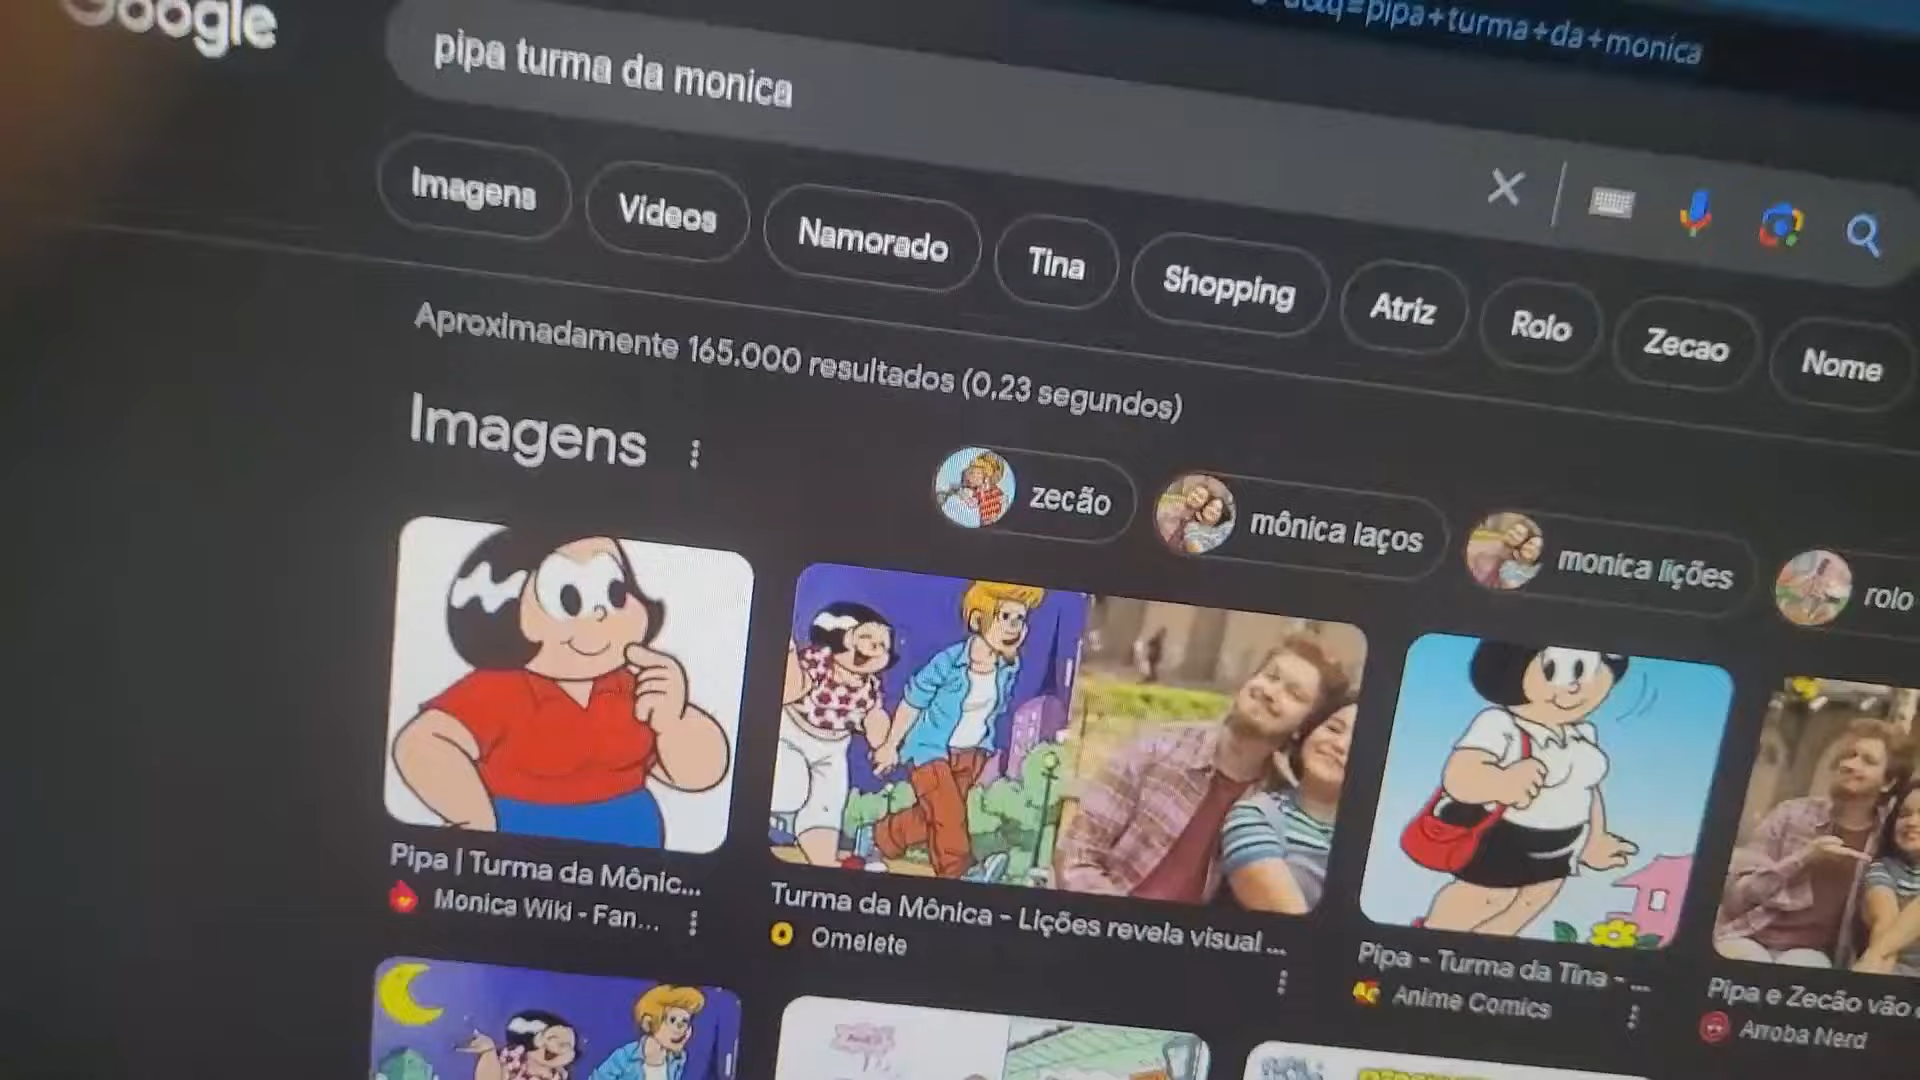 Google
pipa turma da monica
q=pipa+turma+da+monica
Imagens
Vídeos
Namorado
Tina
Shopping
Atriz
Rolo
Zecao
Nome
Aproximadamente 165.000 resultados (0,23 segundos)
Imagens
zecão
mônica laços
monica lições
rolo
Pipa | Turma da Mônic...
Monica Wiki - Fan...
Turma da Mônica - Lições revela visual ...
Omelete
Pipa - Turma da Tina - ...
Anime Comics
Pipa e Zecão vão
Arroba Nerd